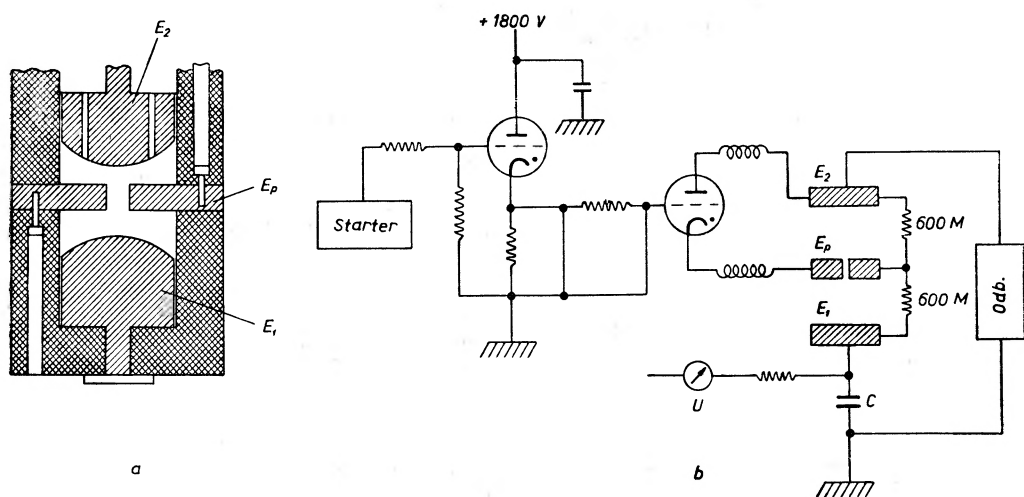 E₂
Eₚ
E₁
a
+ 1800 V
Starter
E₂
600 M
Eₚ
E₁
600 M
Odb.
U
C
b